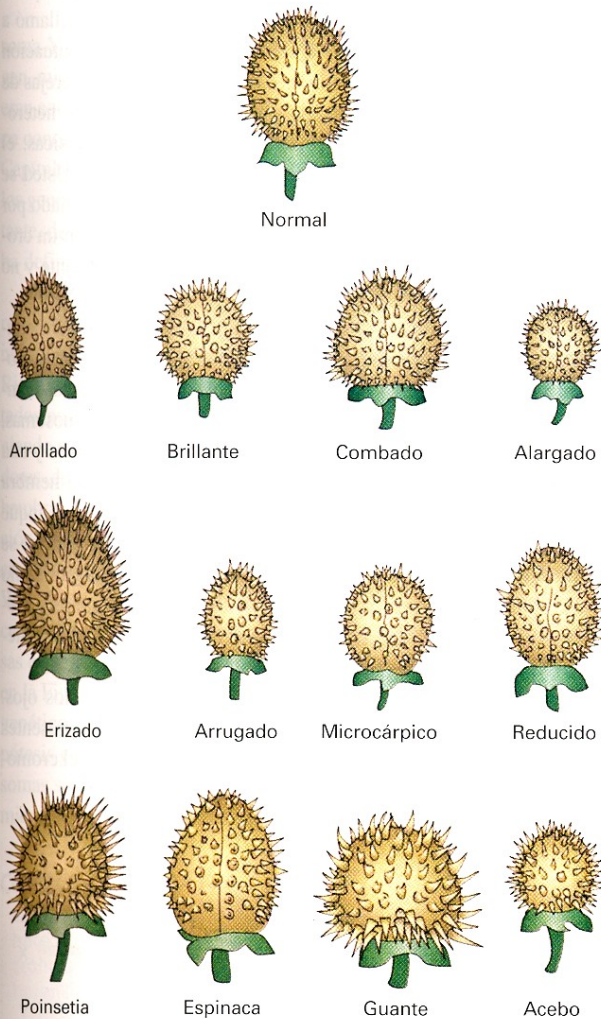 Normal
Arrollado Brillante Combado Alargado
Erizado Arrugado Microcárpico Reducido
Poinsetia Espinaca Guante Acebo